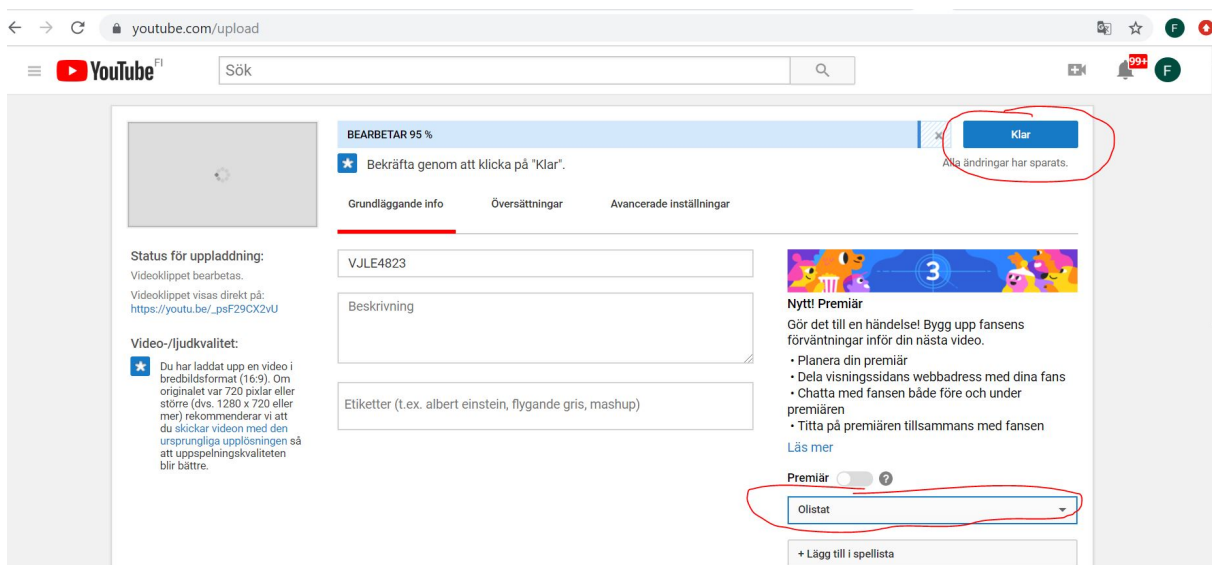 youtube.com/upload
F
YouTube FI
Sök
99+
F
BEARBETAR 95 %
Klar
Bekräfta genom att klicka på "Klar".
Alla ändringar har sparats.
Grundläggande info
Översättningar
Avancerade inställningar
Status för uppladdning:
Videoklippet bearbetas.
Videoklippet visas direkt på:
https://youtu.be/_psF29CX2vU
Video-/ljudkvalitet:
Du har laddat upp en video i
bredbildsformat (16:9). Om
originalet var 720 pixlar eller
större (dvs. 1280 x 720 eller
mer) rekommenderar vi att
du skickar videon med den
ursprungliga upplösningen så
att uppspelningskvaliteten
blir bättre.
VJLE4823
Beskrivning
Etiketter (t.ex. albert einstein, flygande gris, mashup)
3
Nytt! Premiär
Gör det till en händelse! Bygg upp fansens
förväntningar inför din nästa video.
• Planera din premiär
• Dela visningssidans webbadress med dina fans
• Chatta med fansen både före och under
premiären
• Titta på premiären tillsammans med fansen
Läs mer
Premiär
Olistat
+ Lägg till i spellista